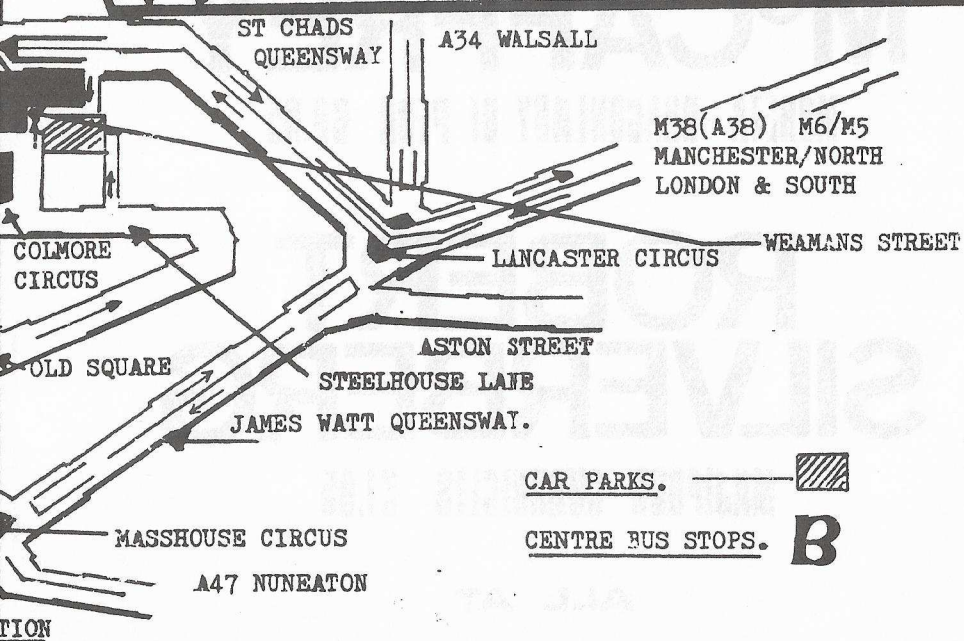 ST CHADS
QUEENSWAY
A34 WALSALL
M38(A38) M6/M5
MANCHESTER/NORTH
LONDON & SOUTH
WEAMANS STREET
COLMORE
CIRCUS
LANCASTER CIRCUS
OLD SQUARE
ASTON STREET
STEELHOUSE LANE
JAMES WATT QUEENSWAY.
CAR PARKS.
CENTRE BUS STOPS. B
MASSHOUSE CIRCUS
A47 NUNEATON
TION